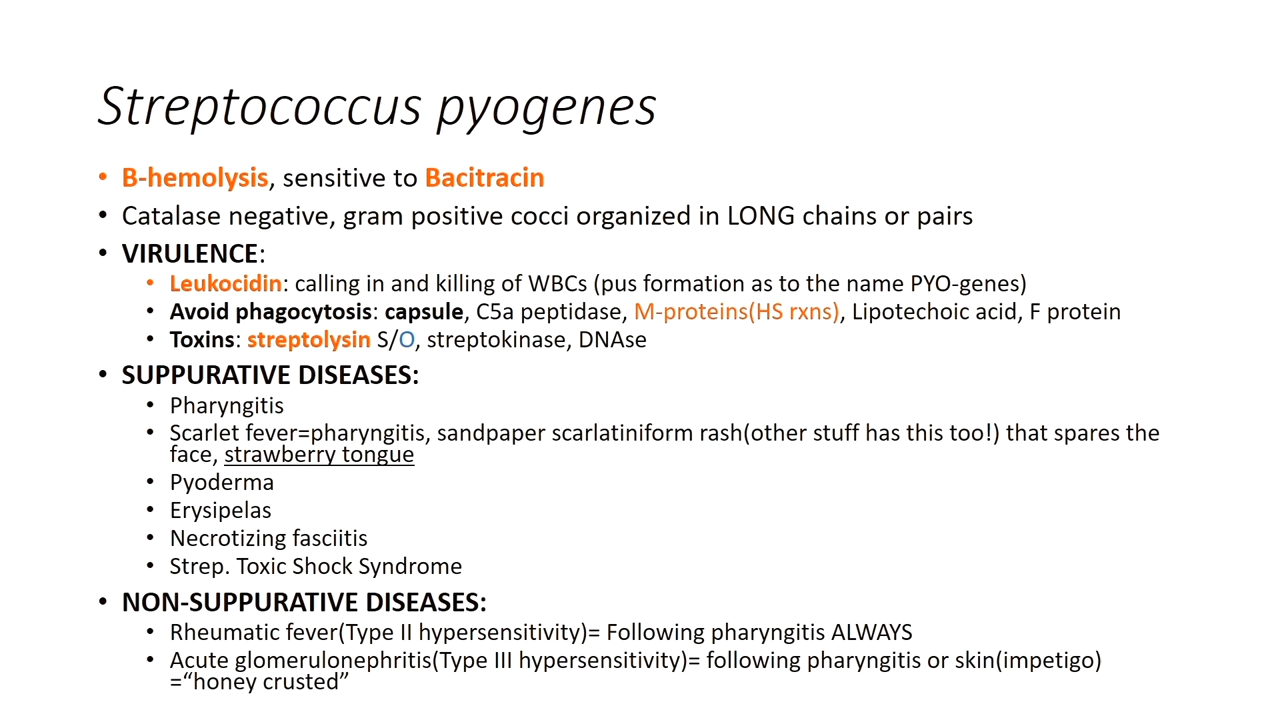 Streptococcus pyogenes
• B-hemolysis, sensitive to Bacitracin
• Catalase negative, gram positive cocci organized in LONG chains or pairs
• VIRULENCE:
• Leukocidin: calling in and killing of WBCs (pus formation as to the name PYO-genes)
• Avoid phagocytosis: capsule, C5a peptidase, M-proteins(HS rxns), Lipotechoic acid, F protein
• Toxins: streptolysin S/O, streptokinase, DNAse
• SUPPURATIVE DISEASES:
• Pharyngitis
• Scarlet fever=pharyngitis, sandpaper scarlatiniform rash(other stuff has this too!) that spares the
face, strawberry tongue
• Pyoderma
• Erysipelas
• Necrotizing fasciitis
• Strep. Toxic Shock Syndrome
• NON-SUPPURATIVE DISEASES:
• Rheumatic fever(Type II hypersensitivity)= Following pharyngitis ALWAYS
• Acute glomerulonephritis(Type III hypersensitivity)= following pharyngitis or skin(impetigo)
=“honey crusted”